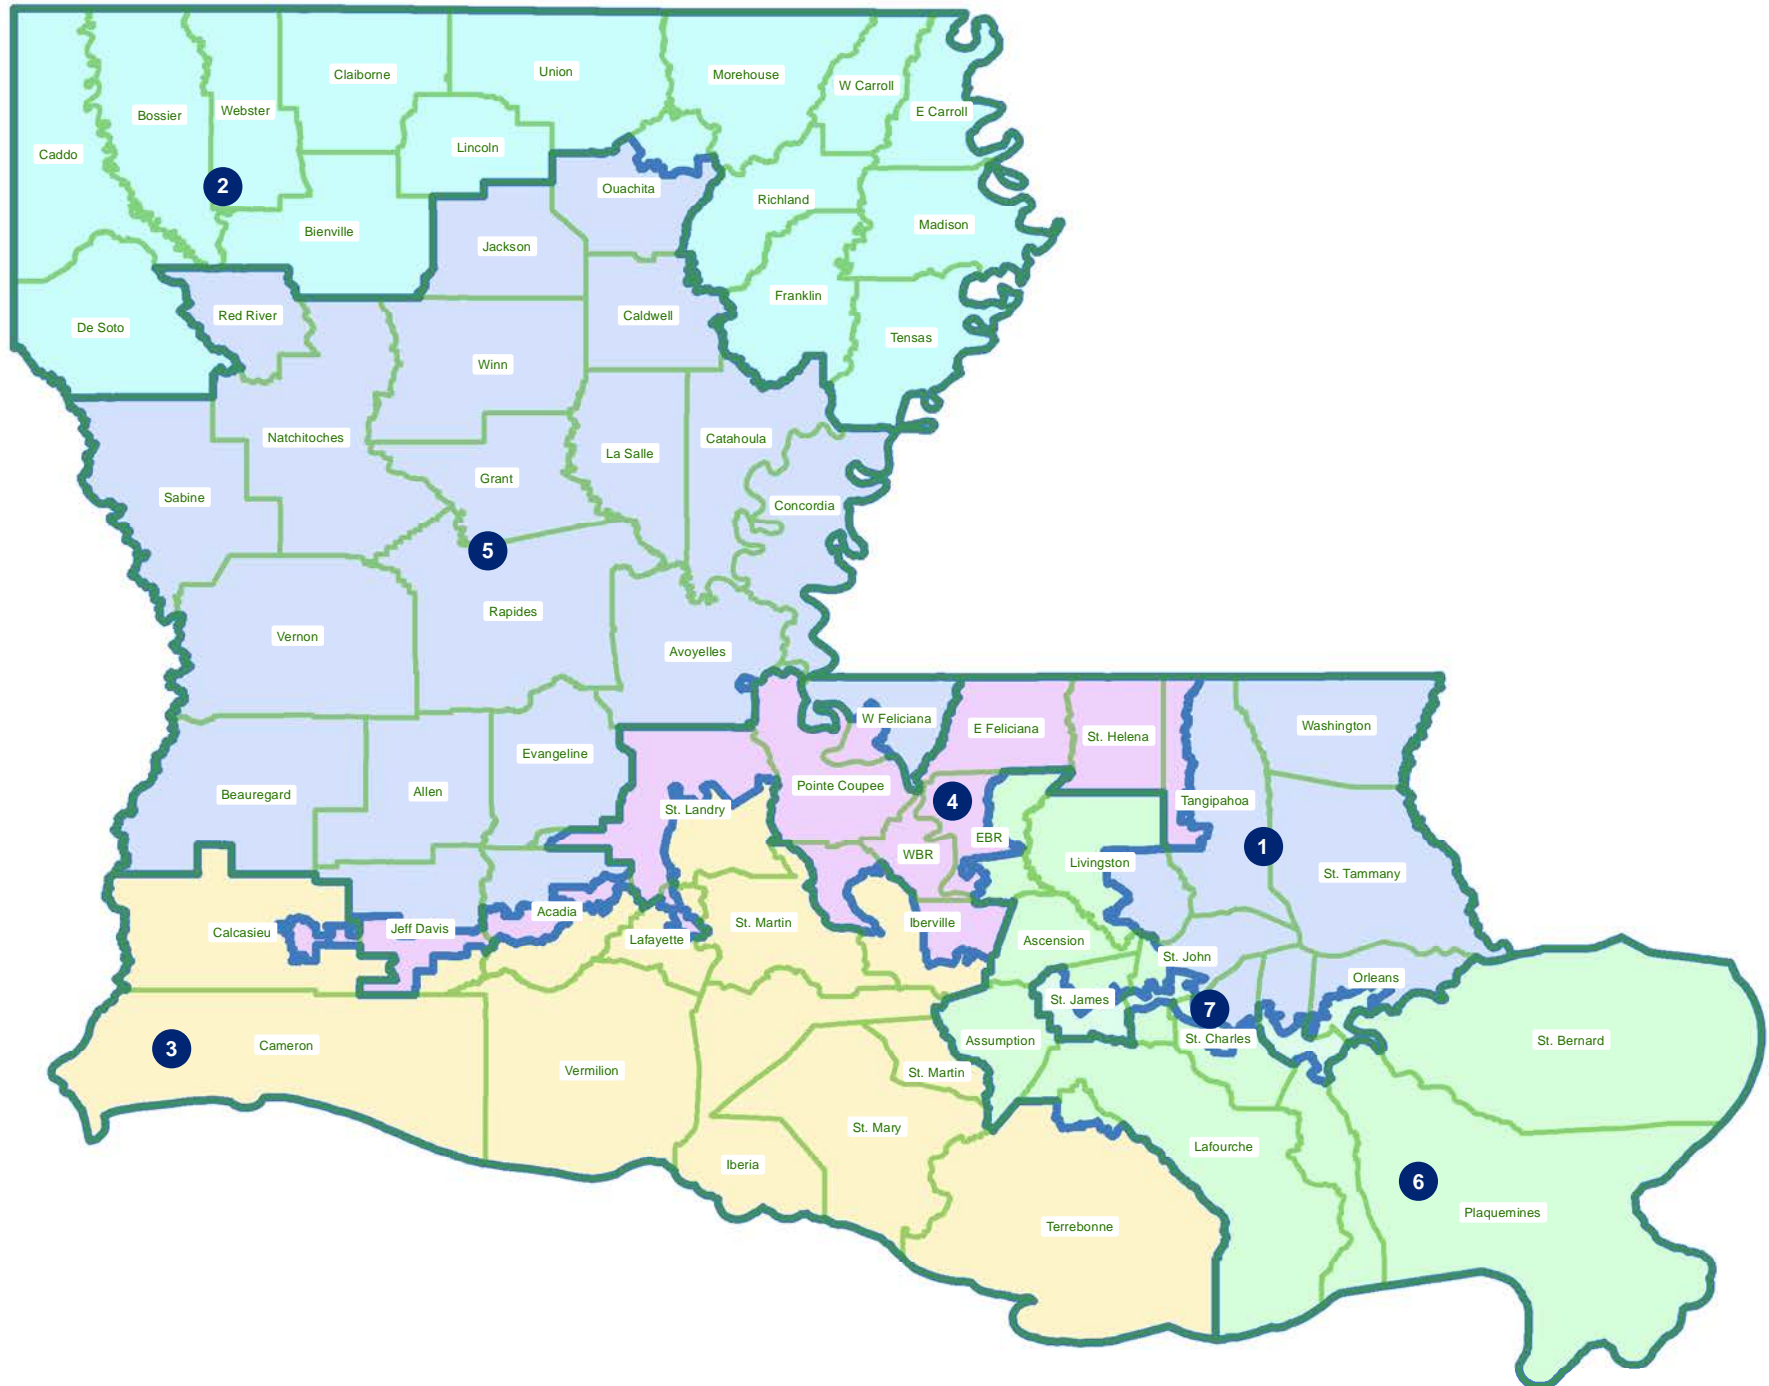 Claiborne
Union
Morehouse
W Carroll
E Carroll
Bossier
Webster
Caddo
Lincoln
2
Ouachita
Richland
Madison
Bienville
Jackson
Franklin
Red River
Caldwell
De Soto
Tensas
Winn
Natchitoches
Catahoula
La Salle
Grant
Sabine
Concordia
5
Rapides
Vernon
Avoyelles
W Feliciana
E Feliciana
St. Helena
Washington
Evangeline
Pointe Coupee
Beauregard
Allen
4
Tangipahoa
St. Landry
EBR
1
WBR
Livingston
St. Tammany
Acadia
Jeff Davis
Calcasieu
St. Martin
Iberville
Lafayette
Ascension
St. John
Orleans
St. James
7
Assumption
St. Charles
St. Bernard
3
Cameron
Vermilion
St. Martin
St. Mary
Lafourche
Iberia
6
Plaquemines
Terrebonne